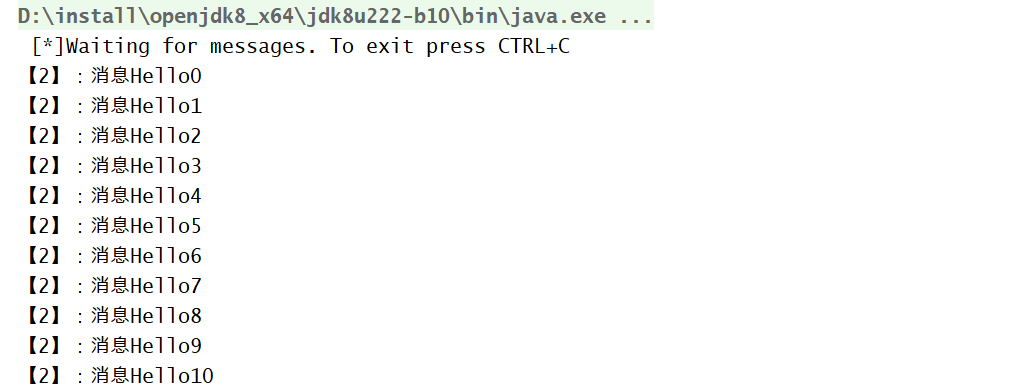 D:\install\openjdk8_x64\jdk8u222-b10\bin\java.exe ...
[*]Waiting for messages. To exit press CTRL+C
【2】：消息Hello0
【2】：消息Hello1
【2】：消息Hello2
【2】：消息Hello3
【2】：消息Hello4
【2】：消息Hello5
【2】：消息Hello6
【2】：消息Hello7
【2】：消息Hello8
【2】：消息Hello9
【2】：消息Hello10